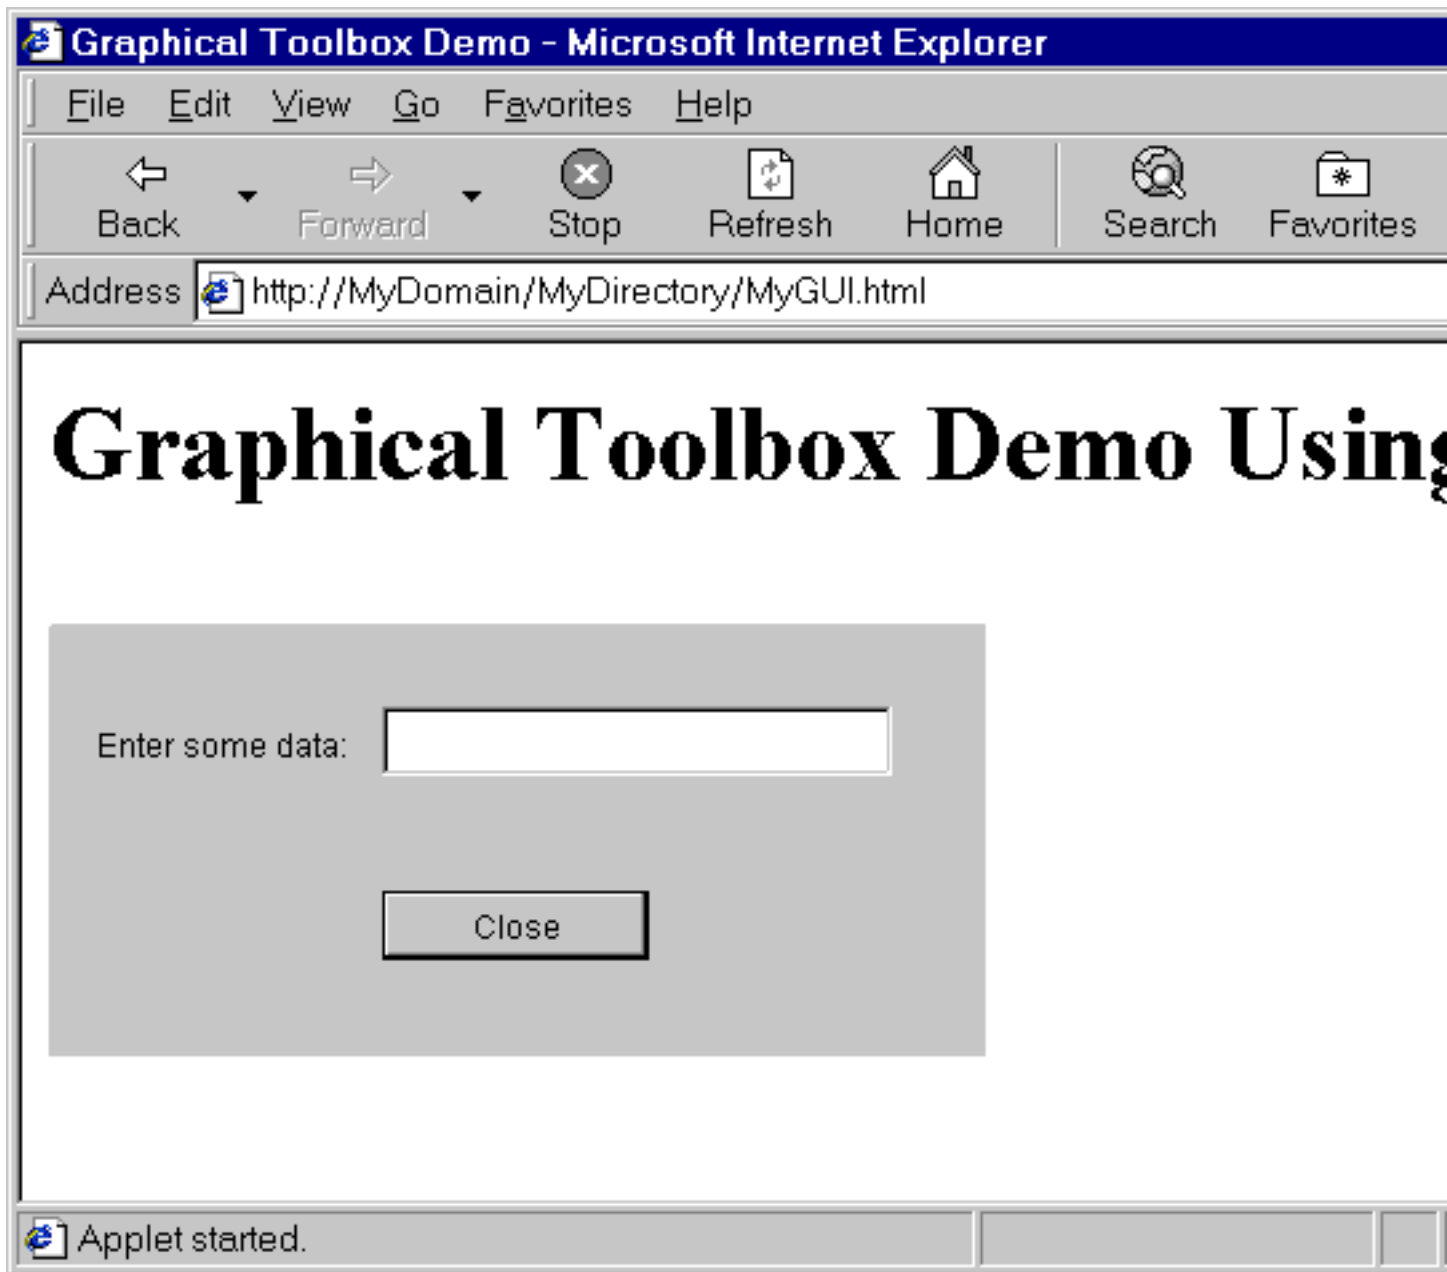 Graphical Toolbox Demo - Microsoft Internet Explorer
File Edit View Go Favorites Help
Back Forward Stop Refresh Home Search Favorites
Address http://MyDomain/MyDirectory/MyGUI.html
Graphical Toolbox Demo Using
Enter some data:
Close
Applet started.